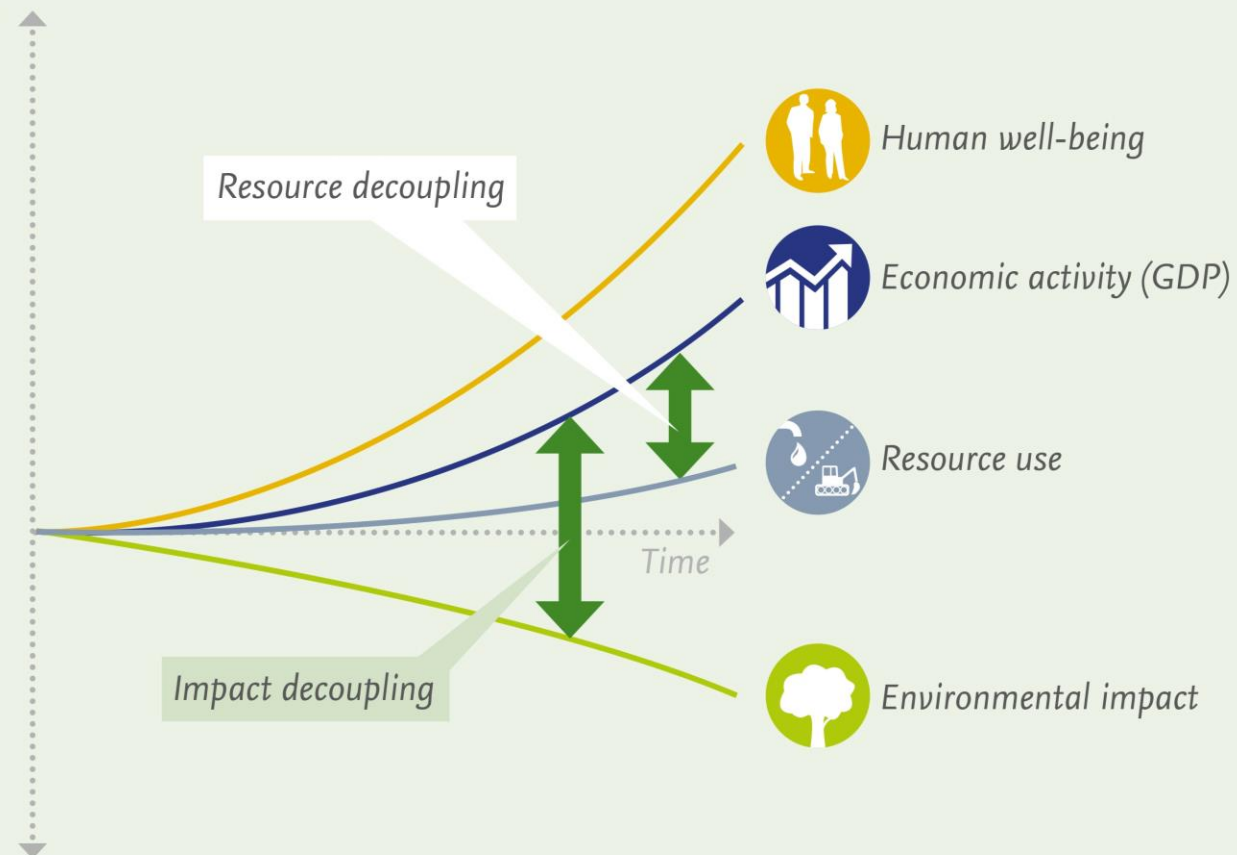 Human well-being
Resource decoupling
Economic activity (GDP)
Resource use
Time
Impact decoupling
Environmental impact